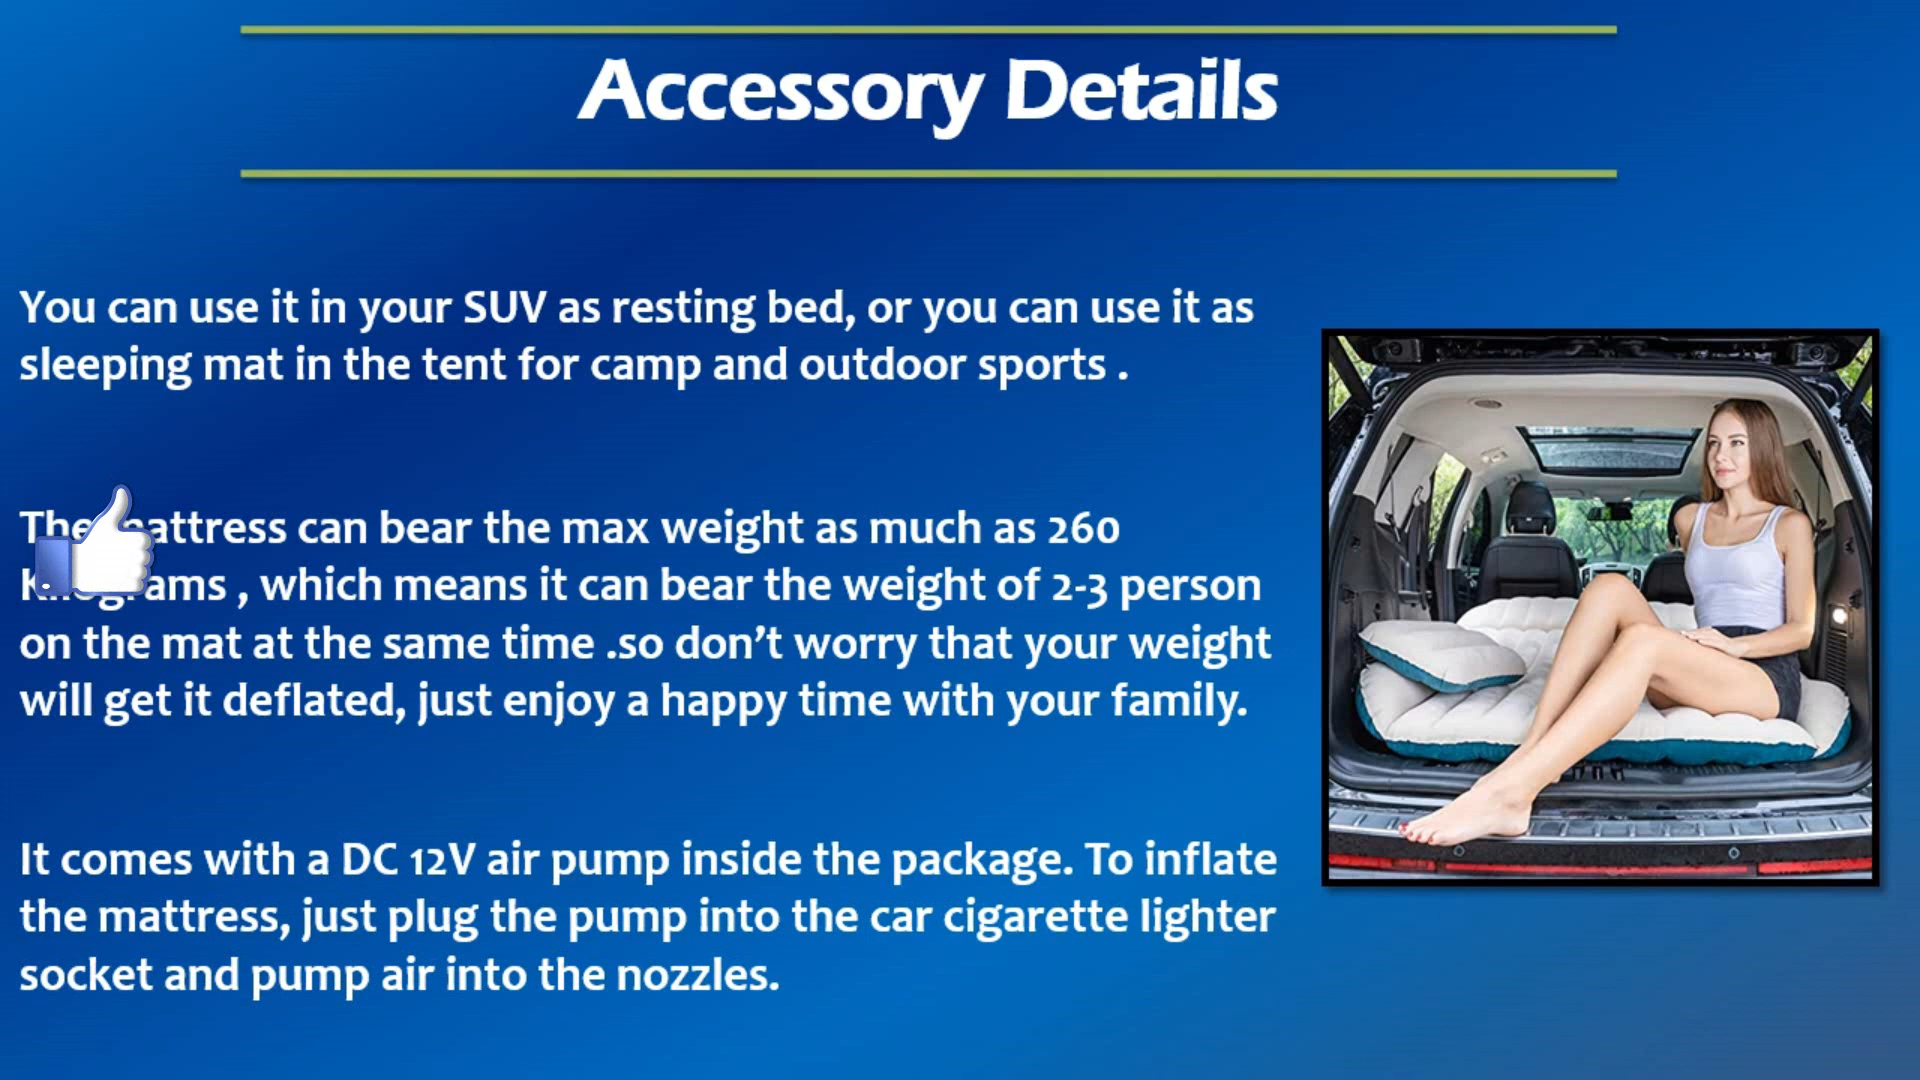 Accessory Details
You can use it in your SUV as resting bed, or you can use it as
sleeping mat in the tent for camp and outdoor sports .
The mattress can bear the max weight as much as 260
Kilograms , which means it can bear the weight of 2-3 person
on the mat at the same time .so don’t worry that your weight
will get it deflated, just enjoy a happy time with your family.
It comes with a DC 12V air pump inside the package. To inflate
the mattress, just plug the pump into the car cigarette lighter
socket and pump air into the nozzles.